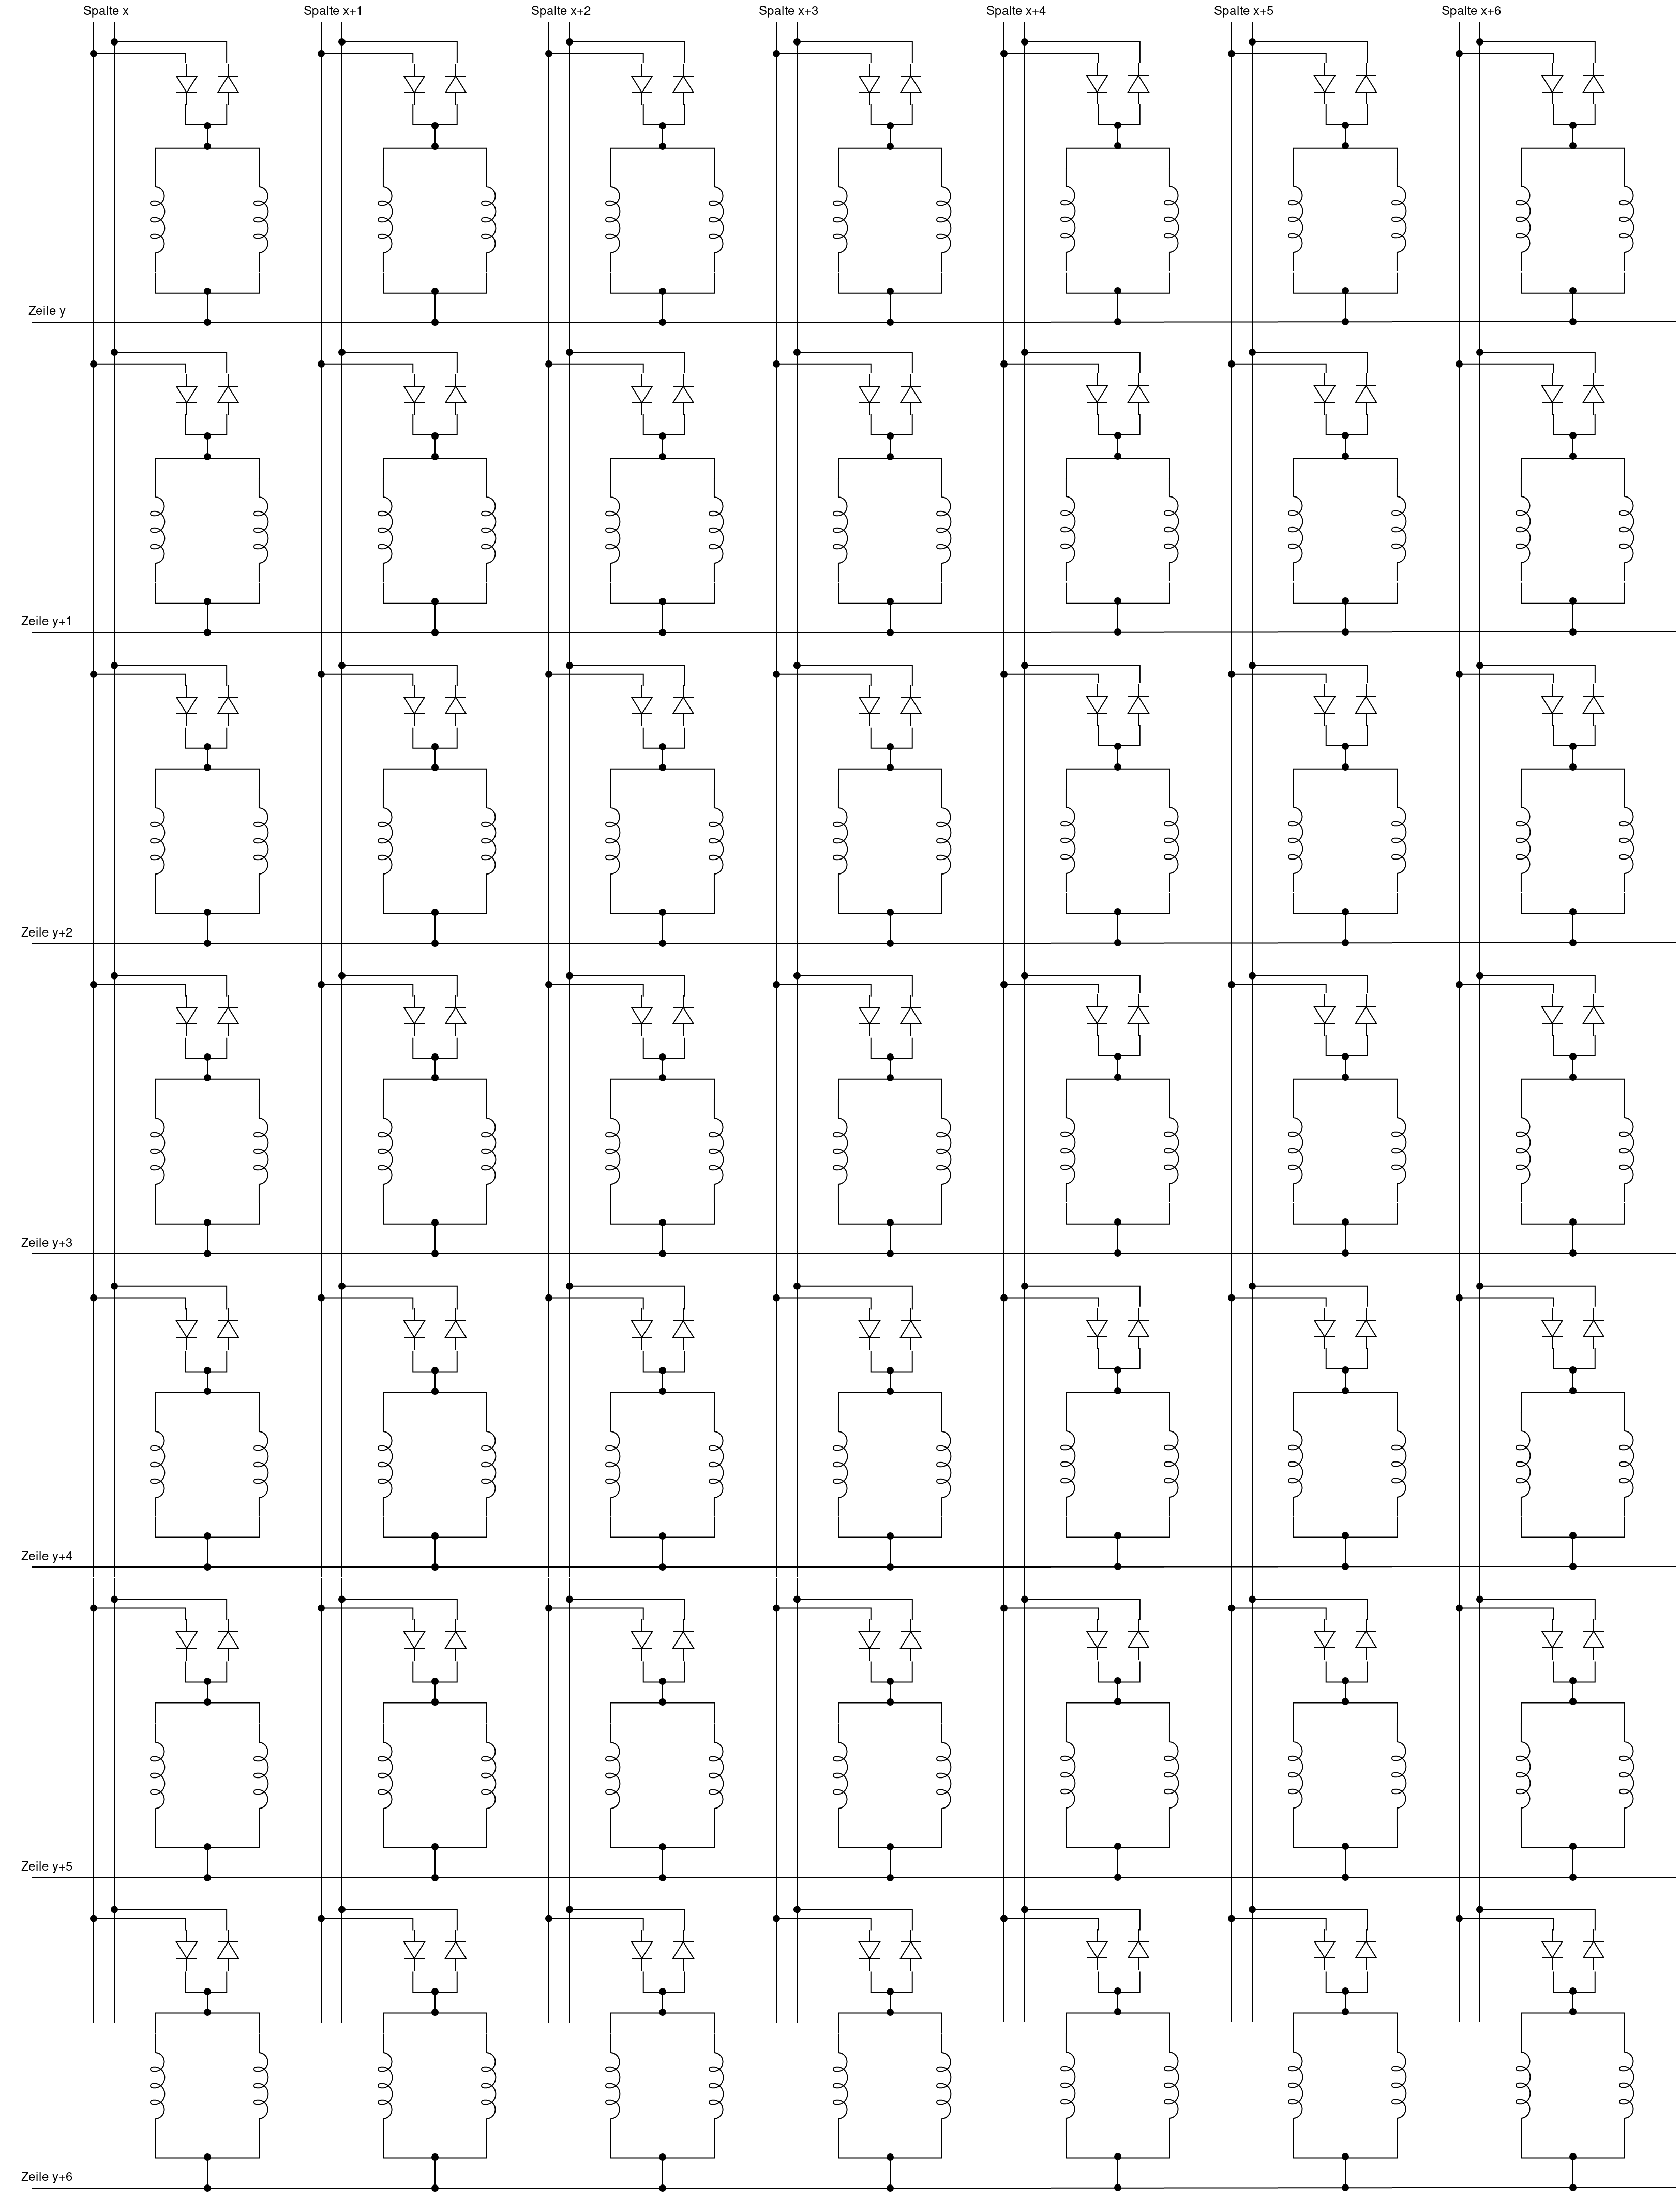 Spalte x Spalte x+1 Spalte x+2 Spalte x+3 Spalte x+4 Spalte x+5 Spalte x+6
Zeile y
Zeile y+1
Zeile y+2
Zeile y+3
Zeile y+4
Zeile y+5
Zeile y+6